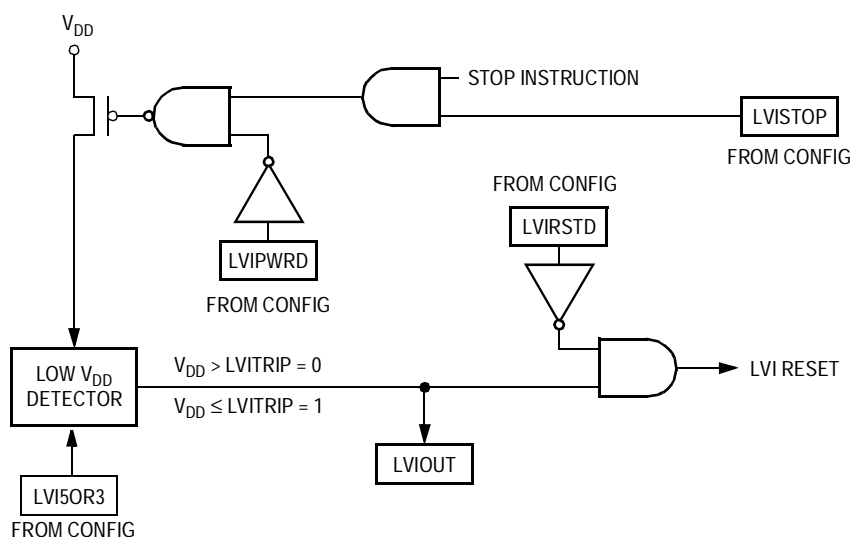 VDD
STOP INSTRUCTION
LVISTOP
FROM CONFIG
FROM CONFIG
LVIRSTD
LVIPWRD
FROM CONFIG
LOW VDD
DETECTOR
VDD > LVITRIP = 0
VDD ≤ LVITRIP = 1
LVI RESET
LVIOUT
LVI5OR3
FROM CONFIG